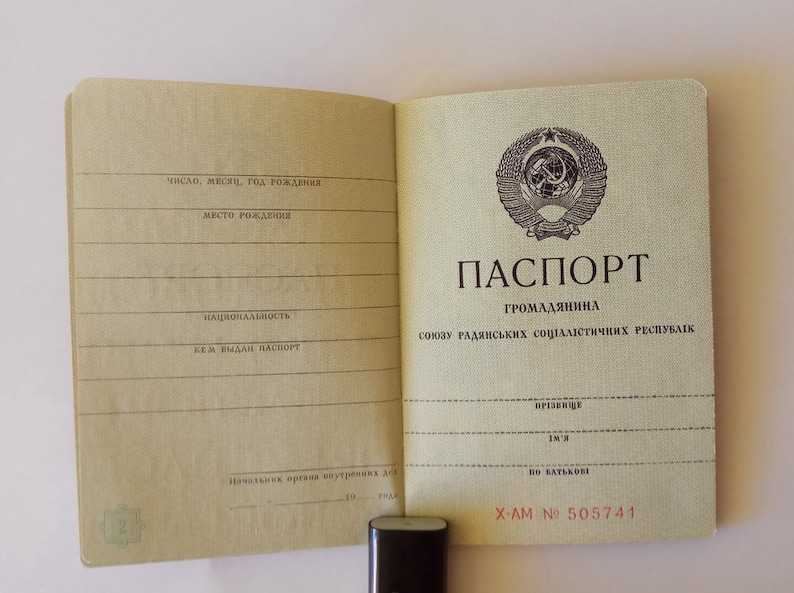 ЧИСЛО, МЕСЯЦ, ГОД РОЖДЕНИЯ
МЕСТО РОЖДЕНИЯ
НАЦИОНАЛЬНОСТЬ
КЕМ ВЫДАН ПАСПОРТ
Начальник органа внутренних дел
„ “ 19 года
2
ПАСПОРТ
ГРОМАДЯНИНА
СОЮЗУ РАДЯНСЬКИХ СОЦІАЛІСТИЧНИХ РЕСПУБЛІК
ПРІЗВИЩЕ
ІМ'Я
ПО БАТЬКОВІ
X-АМ № 505741